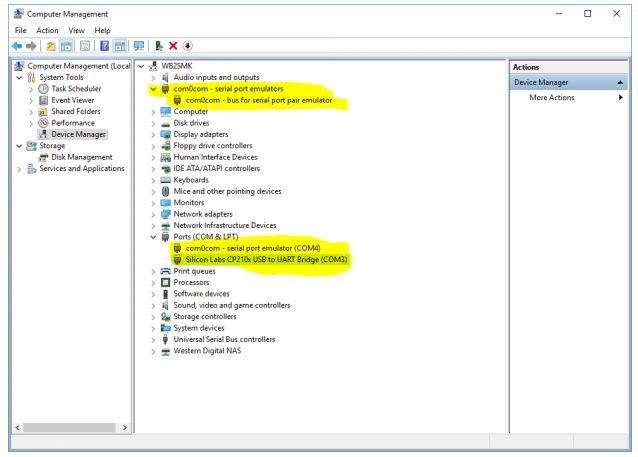 Computer Management
File Action View Help
Computer Management (Local
System Tools
Task Scheduler
Event Viewer
Shared Folders
Performance
Device Manager
Storage
Disk Management
Services and Applications
WB2SMK
Audio inputs and outputs
com0com - serial port emulators
com0com - bus for serial port pair emulator
Computer
Disk drives
Display adapters
Floppy drive controllers
Human Interface Devices
IDE ATA/ATAPI controllers
Keyboards
Mice and other pointing devices
Monitors
Network adapters
Network Infrastructure Devices
Ports (COM & LPT)
com0com - serial port emulator (COM4)
Silicon Labs CP210x USB to UART Bridge (COM3)
Print queues
Processors
Software devices
Sound, video and game controllers
Storage controllers
System devices
Universal Serial Bus controllers
Western Digital NAS
Actions
Device Manager
More Actions